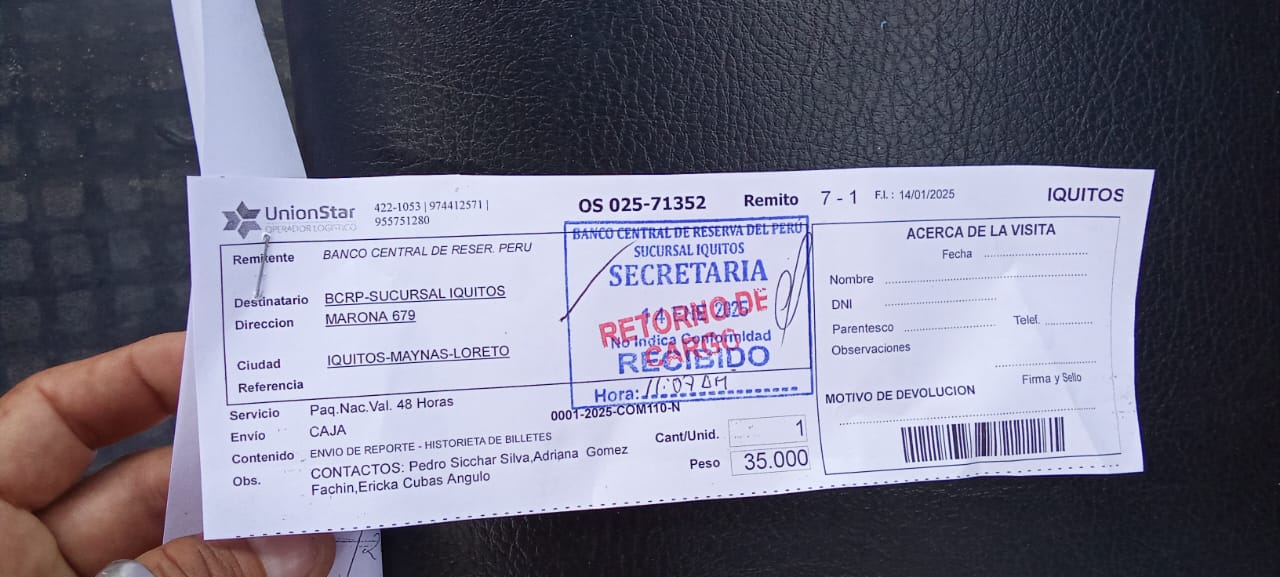 UnionStar
OPERADOR LOGISTICO
422-1053 | 974412571 |
955751280
OS 025-71352
Remito 7 - 1
F.I. : 14/01/2025
IQUITOS
Remitente BANCO CENTRAL DE RESER. PERU
Destinatario BCRP-SUCURSAL IQUITOS
Direccion MARONA 679
Ciudad IQUITOS-MAYNAS-LORETO
Referencia
BANCO CENTRAL DE RESERVA DEL PERÚ
SUCURSAL IQUITOS
SECRETARIA
14 ENE 2025
RETORNO DE
CARGO
No indica Conformidad
RECIBIDO
Hora: 11:07 AM
Servicio Paq.Nac.Val. 48 Horas
0001-2025-COM110-N
Envio CAJA
Contenido ENVIO DE REPORTE - HISTORIETA DE BILLETES
Obs. CONTACTOS: Pedro Sicchar Silva,Adriana Gomez
Fachin,Ericka Cubas Angulo
Cant/Unid. 1
Peso 35.000
ACERCA DE LA VISITA
Fecha
Nombre
DNI
Parentesco
Telef.
Observaciones
Firma y Sello
MOTIVO DE DEVOLUCION